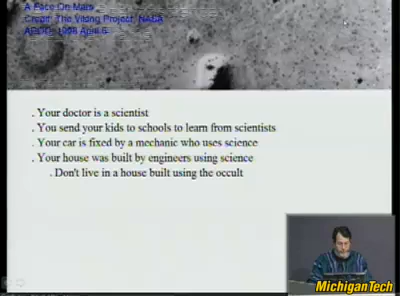 A Face On Mars
Credit: The Viking Project, NASA
APOD: 1998 April 6
. Your doctor is a scientist
. You send your kids to schools to learn from scientists
. Your car is fixed by a mechanic who uses science
. Your house was built by engineers using science
. Don't live in a house built using the occult
MichiganTech